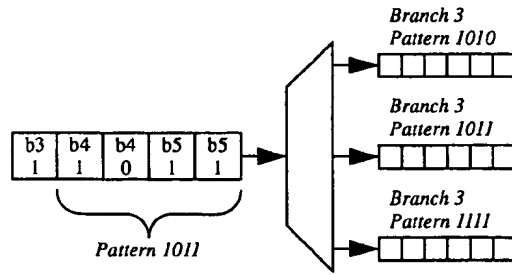 Branch 3
Pattern 1010
Branch 3
Pattern 1011
b3 b4 b4 b5 b5
1 1 0 1 1
Pattern 1011
Branch 3
Pattern 1111